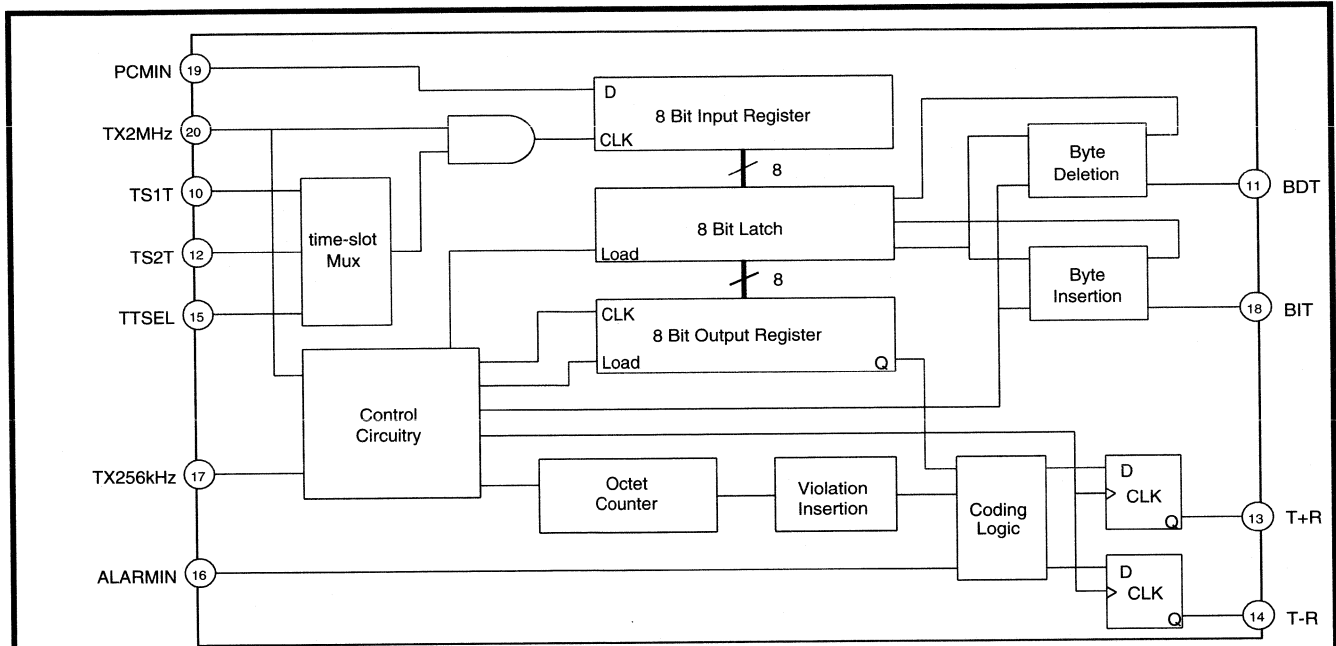 PCMIN 19
TX2MHz 20
TS1T 10
TS2T 12
TTSEL 15
TX256kHz 17
ALARMIN 16
time-slot
Mux
D
8 Bit Input Register
CLK
8
8 Bit Latch
Load
8
CLK
8 Bit Output Register
Load
Q
Control
Circuitry
Octet
Counter
Violation
Insertion
Coding
Logic
Byte
Deletion
Byte
Insertion
D
CLK
Q
D
CLK
Q
11 BDT
18 BIT
13 T+R
14 T-R